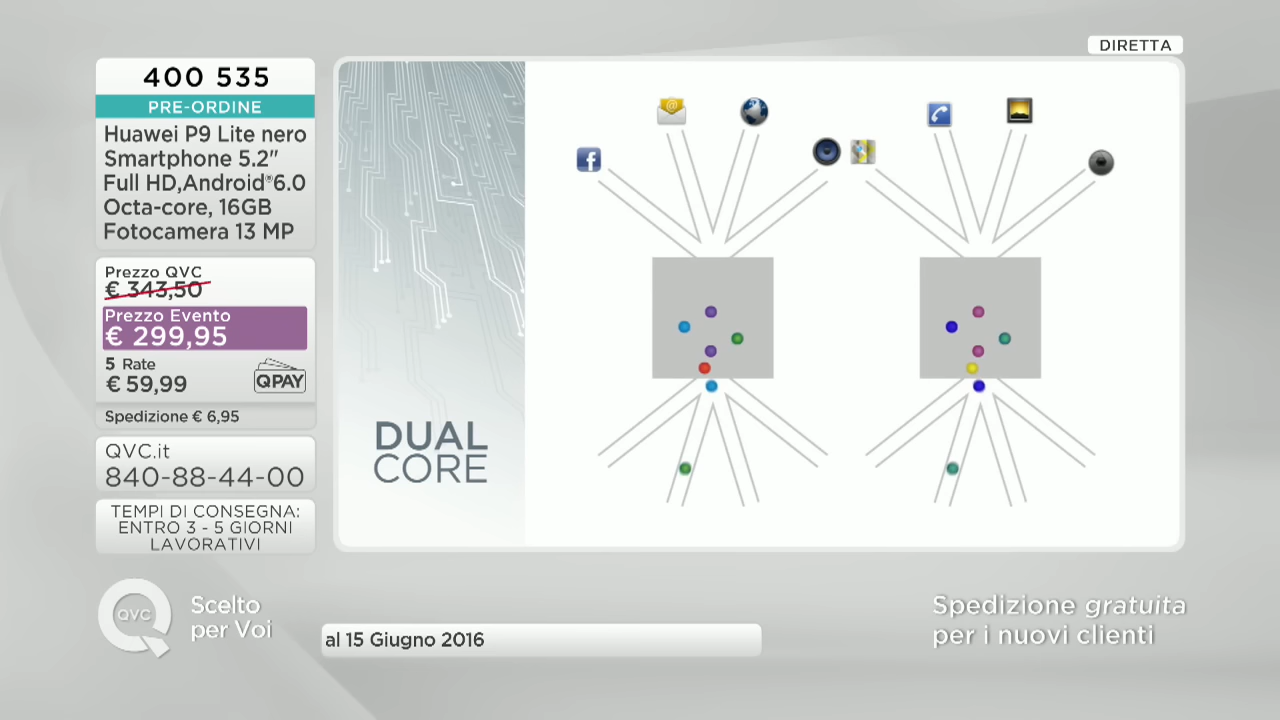 DIRETTA
400 535
PRE-ORDINE
Huawei P9 Lite nero
Smartphone 5.2"
Full HD,Android®6.0
Octa-core, 16GB
Fotocamera 13 MP
Prezzo QVC
€ 343,50
Prezzo Evento
€ 299,95
5 Rate
€ 59,99
QPAY
Spedizione € 6,95
QVC.it
840-88-44-00
TEMPI DI CONSEGNA:
ENTRO 3 - 5 GIORNI
LAVORATIVI
DUAL
CORE
QVC
Scelto
per Voi
al 15 Giugno 2016
Spedizione gratuita
per i nuovi clienti